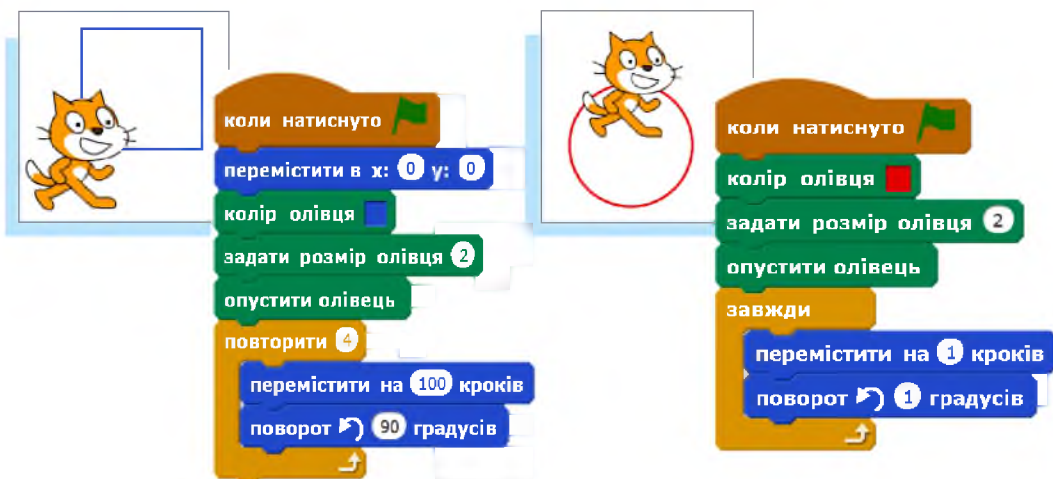 коли натиснуто
перемістити в x: 0 y: 0
колір олівця
задати розмір олівця 2
опустити олівець
повторити 4
перемістити на 100 кроків
поворот 90 градусів
коли натиснуто
колір олівця
задати розмір олівця 2
опустити олівець
завжди
перемістити на 1 кроків
поворот 1 градусів